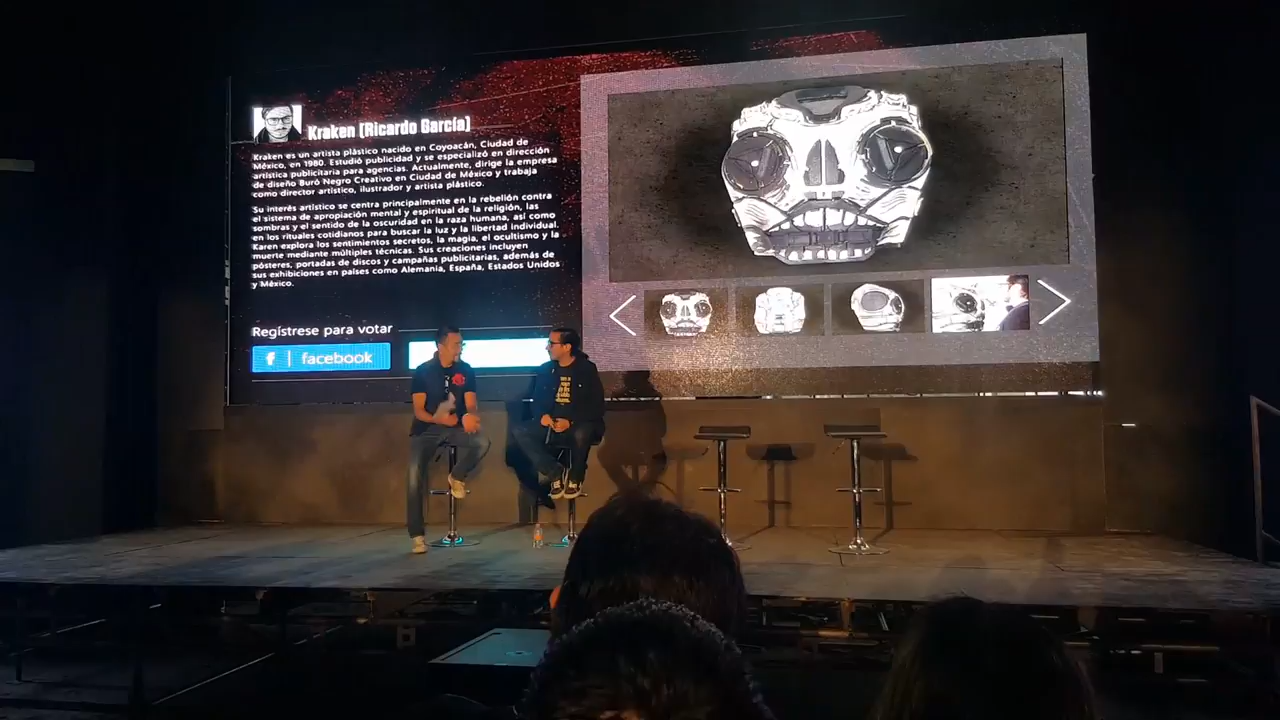 Kraken (Ricardo García)
Kraken es un artista plástico nacido en Coyoacán, Ciudad de
México, en 1980. Estudió publicidad y se especializó en dirección
artística publicitaria para agencias. Actualmente, dirige la empresa
de diseño Buró Negro Creativo en Ciudad de México y trabaja
como director artístico, ilustrador y artista plástico.
Su interés artístico se centra principalmente en la rebelión contra
el sistema de apropiación mental y espiritual de la religión, las
sombras y el sentido de la oscuridad en la raza humana, así como
en los rituales cotidianos para buscar la luz y la libertad individual.
Karen explora los sentimientos secretos, la magia, el ocultismo y la
muerte mediante múltiples técnicas. Sus creaciones incluyen
pósteres, portadas de discos y campañas publicitarias, además de
sus exhibiciones en países como Alemania, España, Estados Unidos
y México.
Regístrese para votar
f | facebook